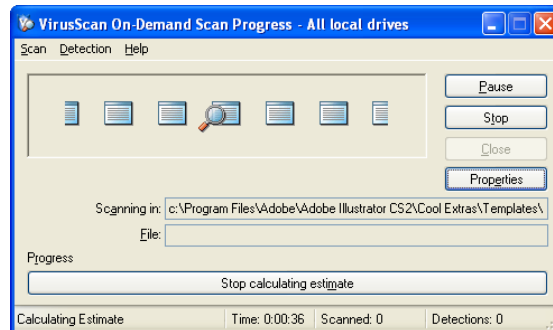 VirusScan On-Demand Scan Progress - All local drives
Scan Detection Help
Pause
Stop
Close
Properties
Scanning in: c:\Program Files\Adobe\Adobe Illustrator CS2\Cool Extras\Templates\
File:
Progress
Stop calculating estimate
Calculating Estimate Time: 0:00:36 Scanned: 0 Detections: 0